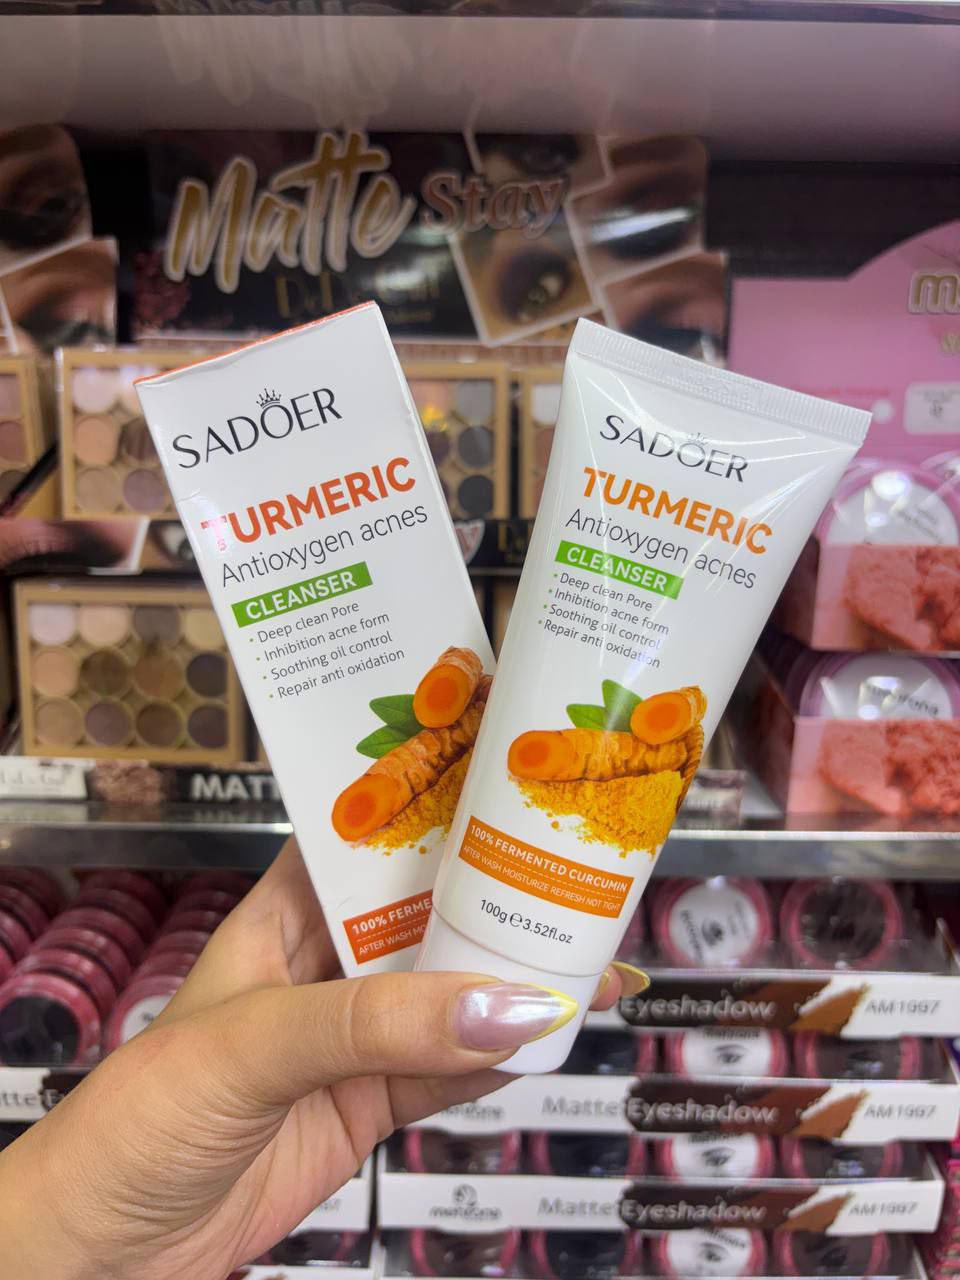 Matte Stay
SADOER
TURMERIC
Antioxygen acnes
CLEANSER
• Deep clean Pore
• Inhibition acne form
• Soothing oil control
• Repair anti oxidation
100% FERME
AFTER WASH MO
SADOER
TURMERIC
Antioxygen acnes
CLEANSER
• Deep clean Pore
• Inhibition acne form
• Soothing oil control
• Repair anti oxidation
100% FERMENTED CURCUMIN
AFTER WASH MOISTURIZE REFRESH NOT TIGHT
100g℮3.52fl.oz
MATT
Eyeshadow AM1997
Matte Eyeshadow AM1997
Matte Eyeshadow AM1997